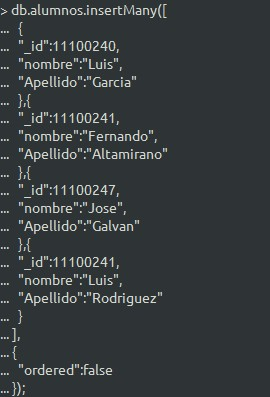 > db.alumnos.insertMany([
... {
... "_id":11100240,
... "nombre":"Luis",
... "Apellido":"Garcia"
... },{
... "_id":11100241,
... "nombre":"Fernando",
... "Apellido":"Altamirano"
... },{
... "_id":11100247,
... "nombre":"Jose",
... "Apellido":"Galvan"
... },{
... "_id":11100241,
... "nombre":"Luis",
... "Apellido":"Rodriguez"
... }
... ],
... {
... "ordered":false
... });